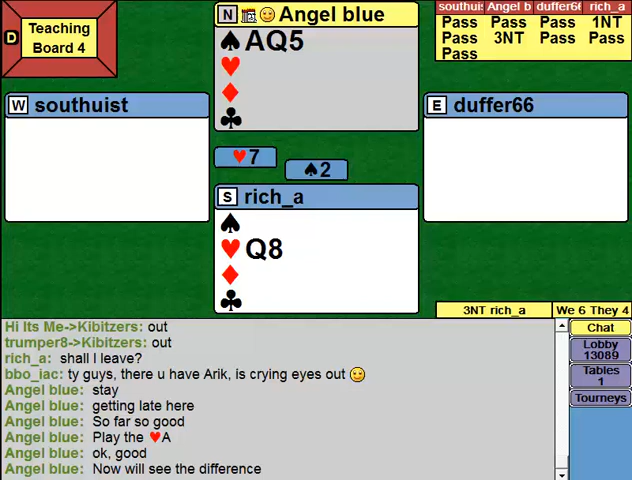 D
Teaching
Board 4
N Angel blue
AQ5
southuis Angel b duffer66 rich_a
Pass Pass Pass 1NT
Pass 3NT Pass Pass
Pass
W southuist
E duffer66
♥7
♠2
S rich_a
Q8
3NT rich_a
We 6 They 4
Hi Its Me->Kibitzers: out
trumper8->Kibitzers: out
rich_a: shall I leave?
bbo_iac: ty guys, there u have Arik, is crying eyes out
Angel blue: stay
Angel blue: getting late here
Angel blue: So far so good
Angel blue: Play the ♥A
Angel blue: ok, good
Angel blue: Now will see the difference
Chat
Lobby
13089
Tables
1
Tourneys